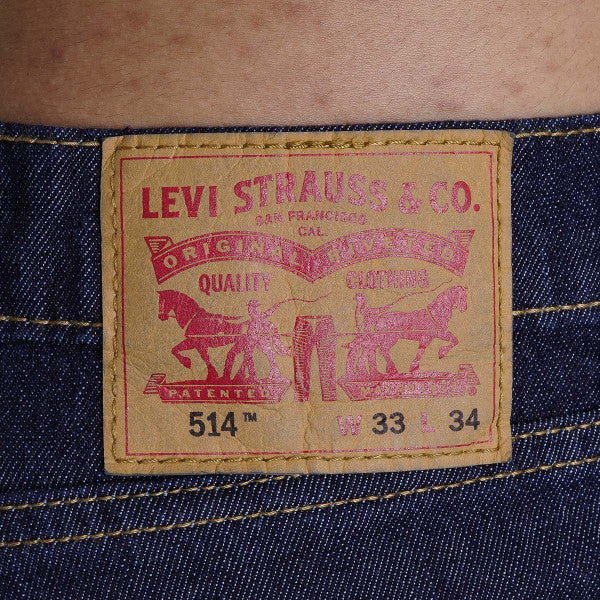 LEVI STRAUSS & CO.
SAN FRANCISCO
CAL.
ORIGINAL RIVETED
QUALITY CLOTHING
PATENTED
514™ W 33 L 34